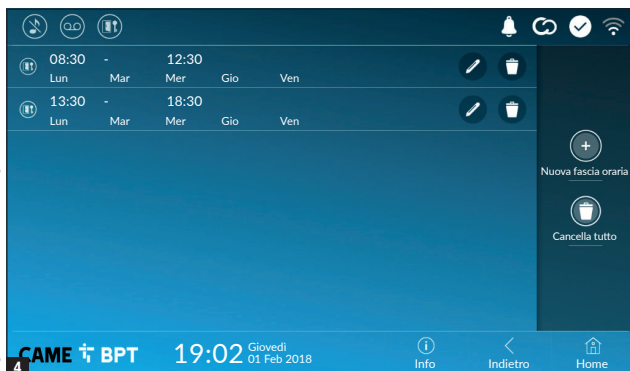 08:30 - 12:30
Lun Mar Mer Gio Ven
13:30 - 18:30
Lun Mar Mer Gio Ven
Nuova fascia oraria
Cancella tutto
CAME BPT
19:02 Giovedì
01 Feb 2018
Info
Indietro
Home
4